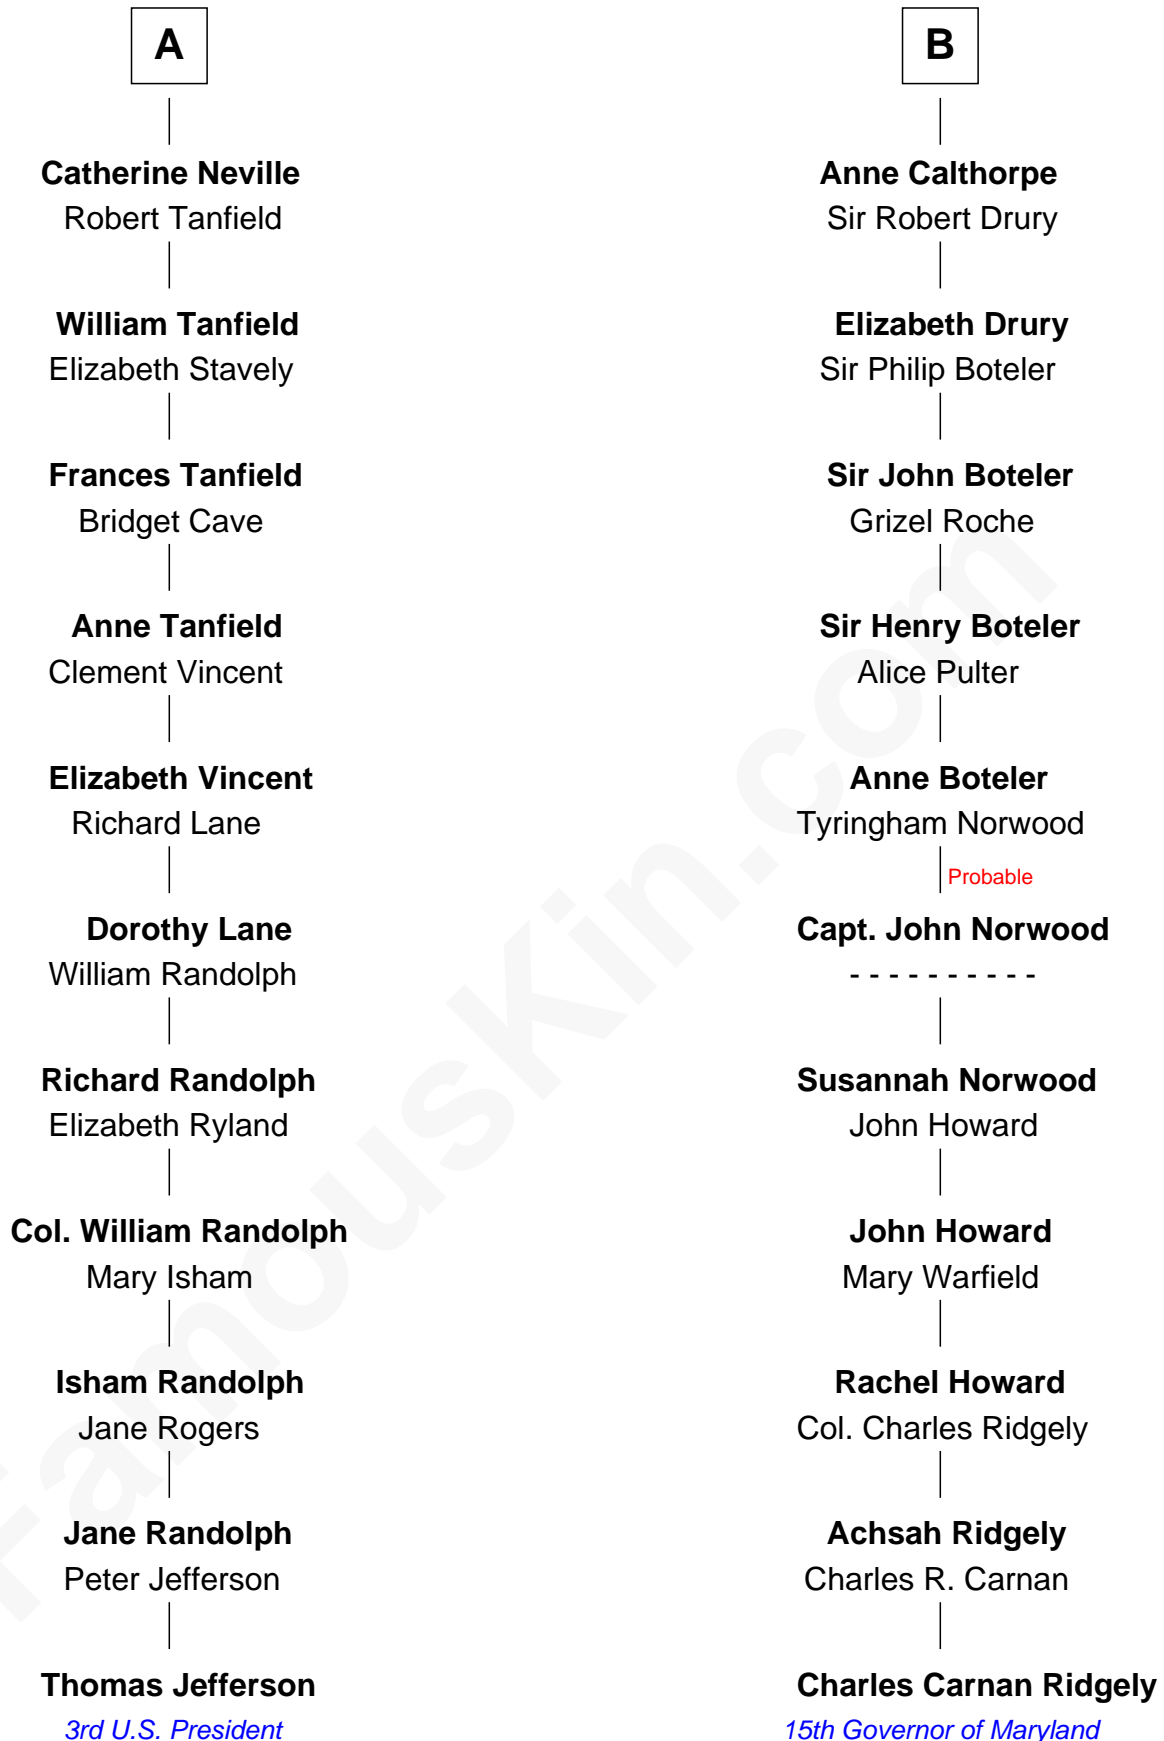 A
Catherine Neville
Robert Tanfield
William Tanfield
Elizabeth Stavely
Frances Tanfield
Bridget Cave
Anne Tanfield
Clement Vincent
Elizabeth Vincent
Richard Lane
Dorothy Lane
William Randolph
Richard Randolph
Elizabeth Ryland
Col. William Randolph
Mary Isham
Isham Randolph
Jane Rogers
Jane Randolph
Peter Jefferson
Thomas Jefferson
3rd U.S. President
B
Anne Calthorpe
Sir Robert Drury
Elizabeth Drury
Sir Philip Boteler
Sir John Boteler
Grizel Roche
Sir Henry Boteler
Alice Pulter
Anne Boteler
Tyringham Norwood
Probable
Capt. John Norwood
- - - - - - - - - -
Susannah Norwood
John Howard
John Howard
Mary Warfield
Rachel Howard
Col. Charles Ridgely
Achsah Ridgely
Charles R. Carnan
Charles Carnan Ridgely
15th Governor of Maryland
FamousKin.com